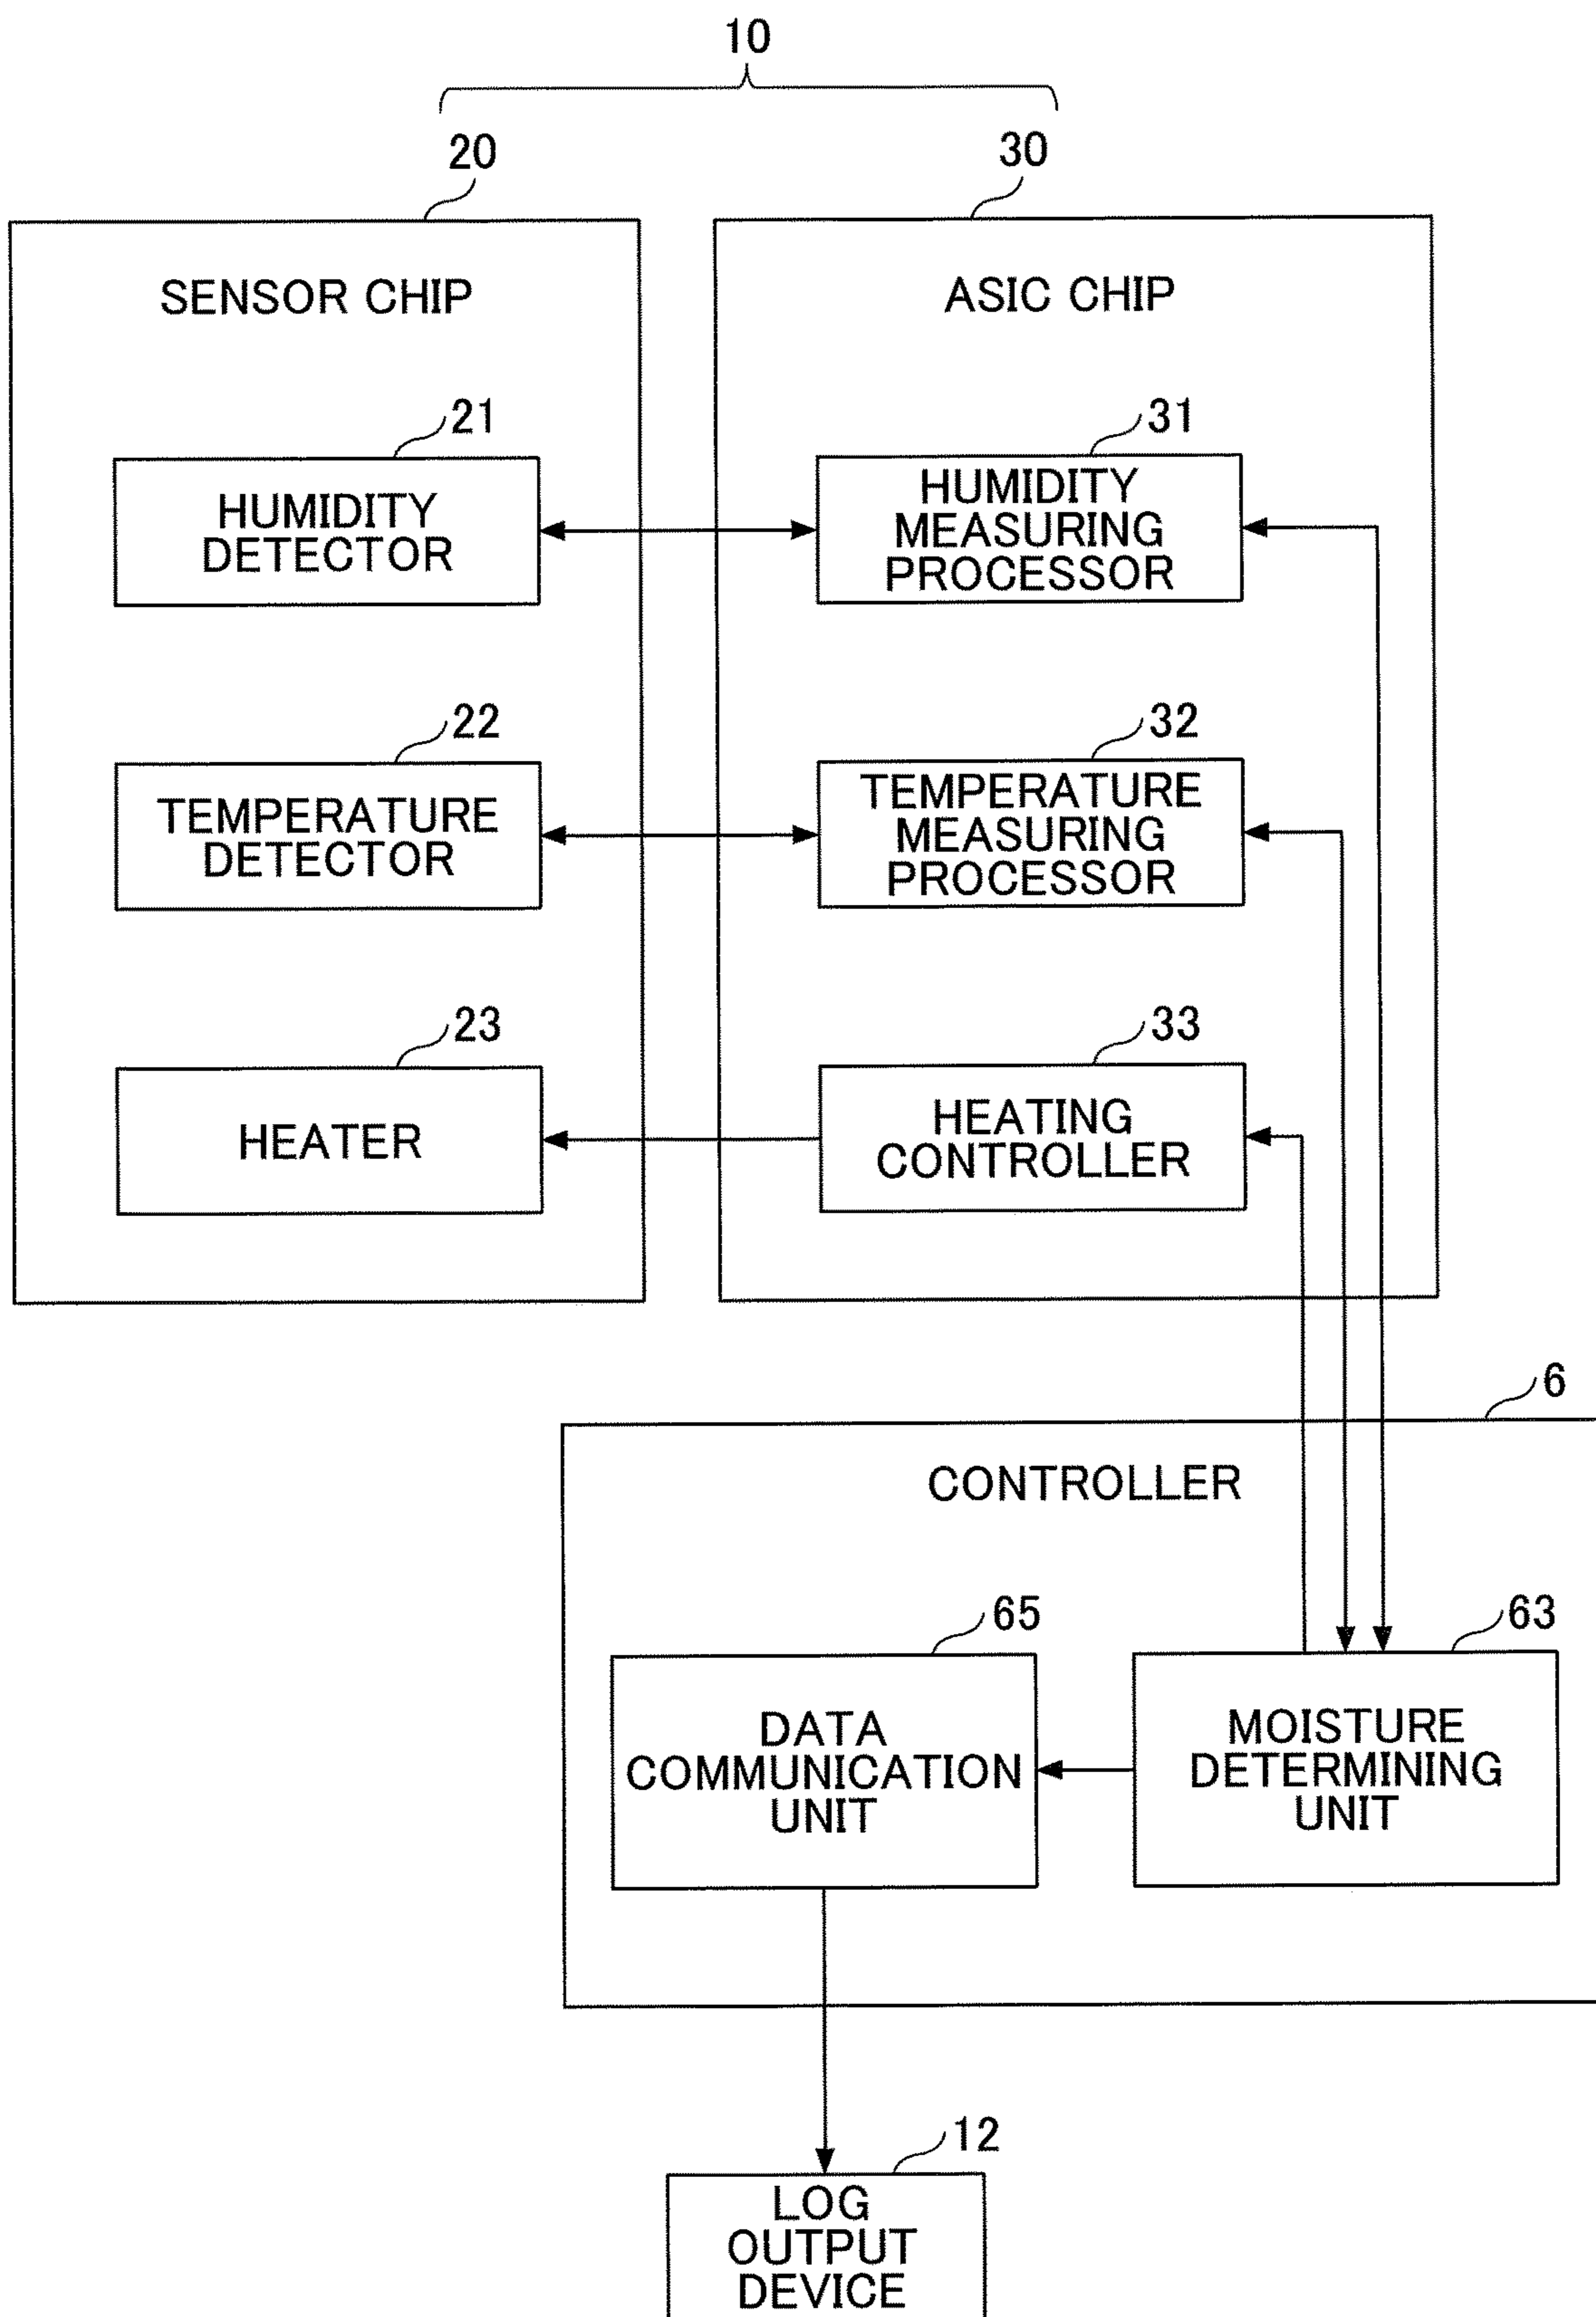 10
20
30
SENSOR CHIP
ASIC CHIP
21
HUMIDITY
DETECTOR
31
HUMIDITY
MEASURING
PROCESSOR
22
TEMPERATURE
DETECTOR
32
TEMPERATURE
MEASURING
PROCESSOR
23
HEATER
33
HEATING
CONTROLLER
6
CONTROLLER
65
DATA
COMMUNICATION
UNIT
63
MOISTURE
DETERMINING
UNIT
12
LOG
OUTPUT
DEVICE